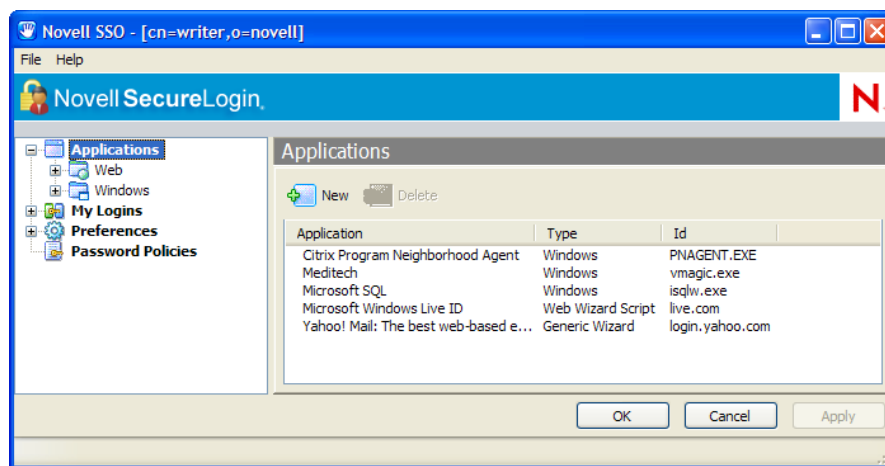 Novell SSO - [cn=writer,o=novell]
File Help
Novell SecureLogin.
N.
Applications
Web
Windows
My Logins
Preferences
Password Policies
Applications
New Delete
Application Type Id
Citrix Program Neighborhood Agent Windows PNAGENT.EXE
Meditech Windows vmagic.exe
Microsoft SQL Windows isqlw.exe
Microsoft Windows Live ID Web Wizard Script live.com
Yahoo! Mail: The best web-based e... Generic Wizard login.yahoo.com
OK Cancel Apply